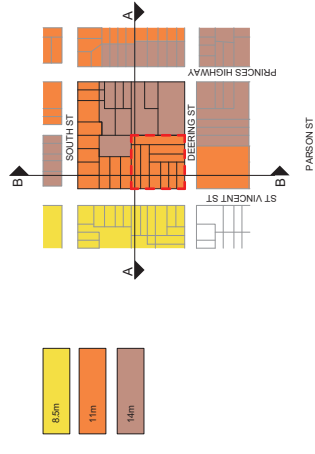 A
PRINCES HIGHWAY
SOUTH ST
DEERING ST
B
B
PARSON ST
ST VINCENT ST
A
8.5m
11m
14m